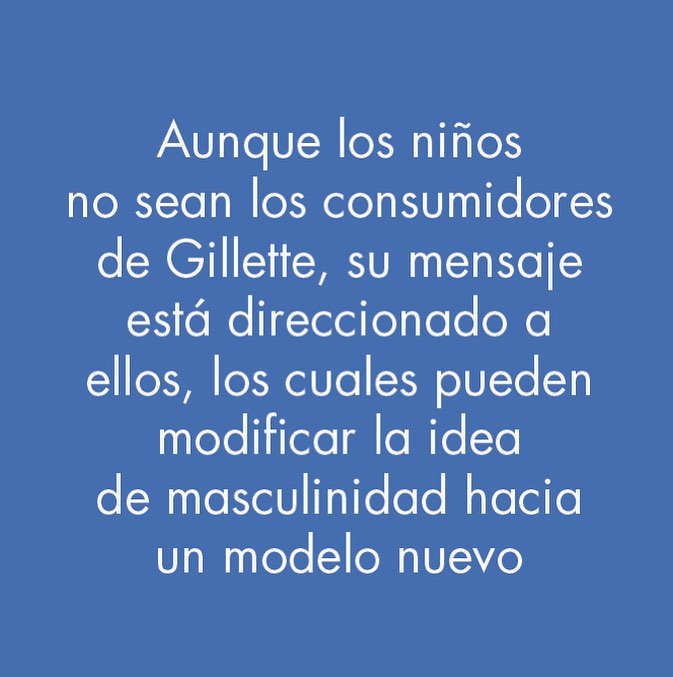 Aunque los niños
no sean los consumidores
de Gillette, su mensaje
está direccionado a
ellos, los cuales pueden
modificar la idea
de masculinidad hacia
un modelo nuevo